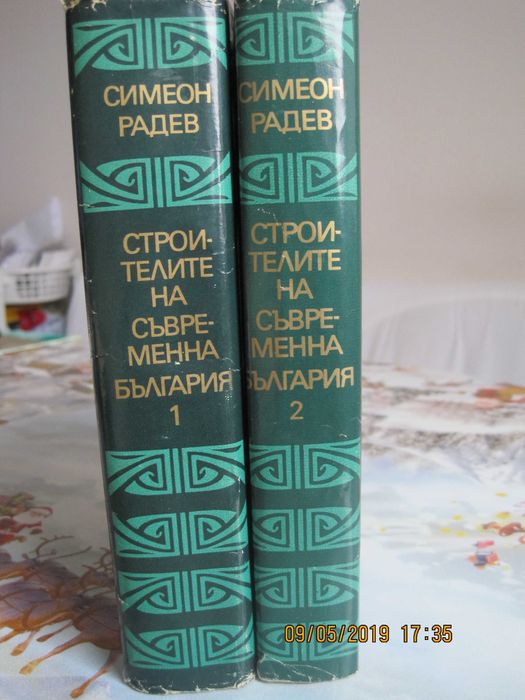 СИМЕОН
РАДЕВ
СТРОИ-
ТЕЛИТЕ
НА
СЪВРЕ-
МЕННА
БЪЛГАРИЯ
1
СИМЕОН
РАДЕВ
СТРОИ-
ТЕЛИТЕ
НА
СЪВРЕ-
МЕННА
БЪЛГАРИЯ
2
09/05/2019 17:35